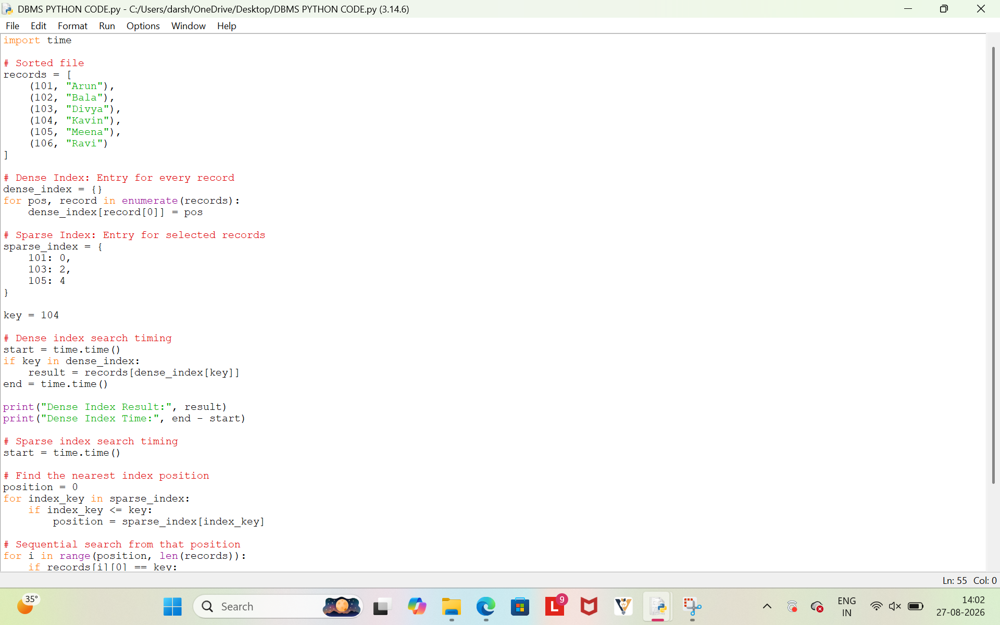 DBMS PYTHON CODE.py - C:/Users/darsh/OneDrive/Desktop/DBMS PYTHON CODE.py (3.14.6)
File Edit Format Run Options Window Help
import time

# Sorted file
records = [
    (101, "Arun"),
    (102, "Bala"),
    (103, "Divya"),
    (104, "Kavin"),
    (105, "Meena"),
    (106, "Ravi")
]

# Dense Index: Entry for every record
dense_index = {}
for pos, record in enumerate(records):
    dense_index[record[0]] = pos

# Sparse Index: Entry for selected records
sparse_index = {
    101: 0,
    103: 2,
    105: 4
}

key = 104

# Dense index search timing
start = time.time()
if key in dense_index:
    result = records[dense_index[key]]
end = time.time()

print("Dense Index Result:", result)
print("Dense Index Time:", end - start)

# Sparse index search timing
start = time.time()

# Find the nearest index position
position = 0
for index_key in sparse_index:
    if index_key <= key:
        position = sparse_index[index_key]

# Sequential search from that position
for i in range(position, len(records)):
    if records[i][0] == key:
Ln: 55 Col: 0
35°
Search
L
9
ENG
IN
14:02
27-08-2026